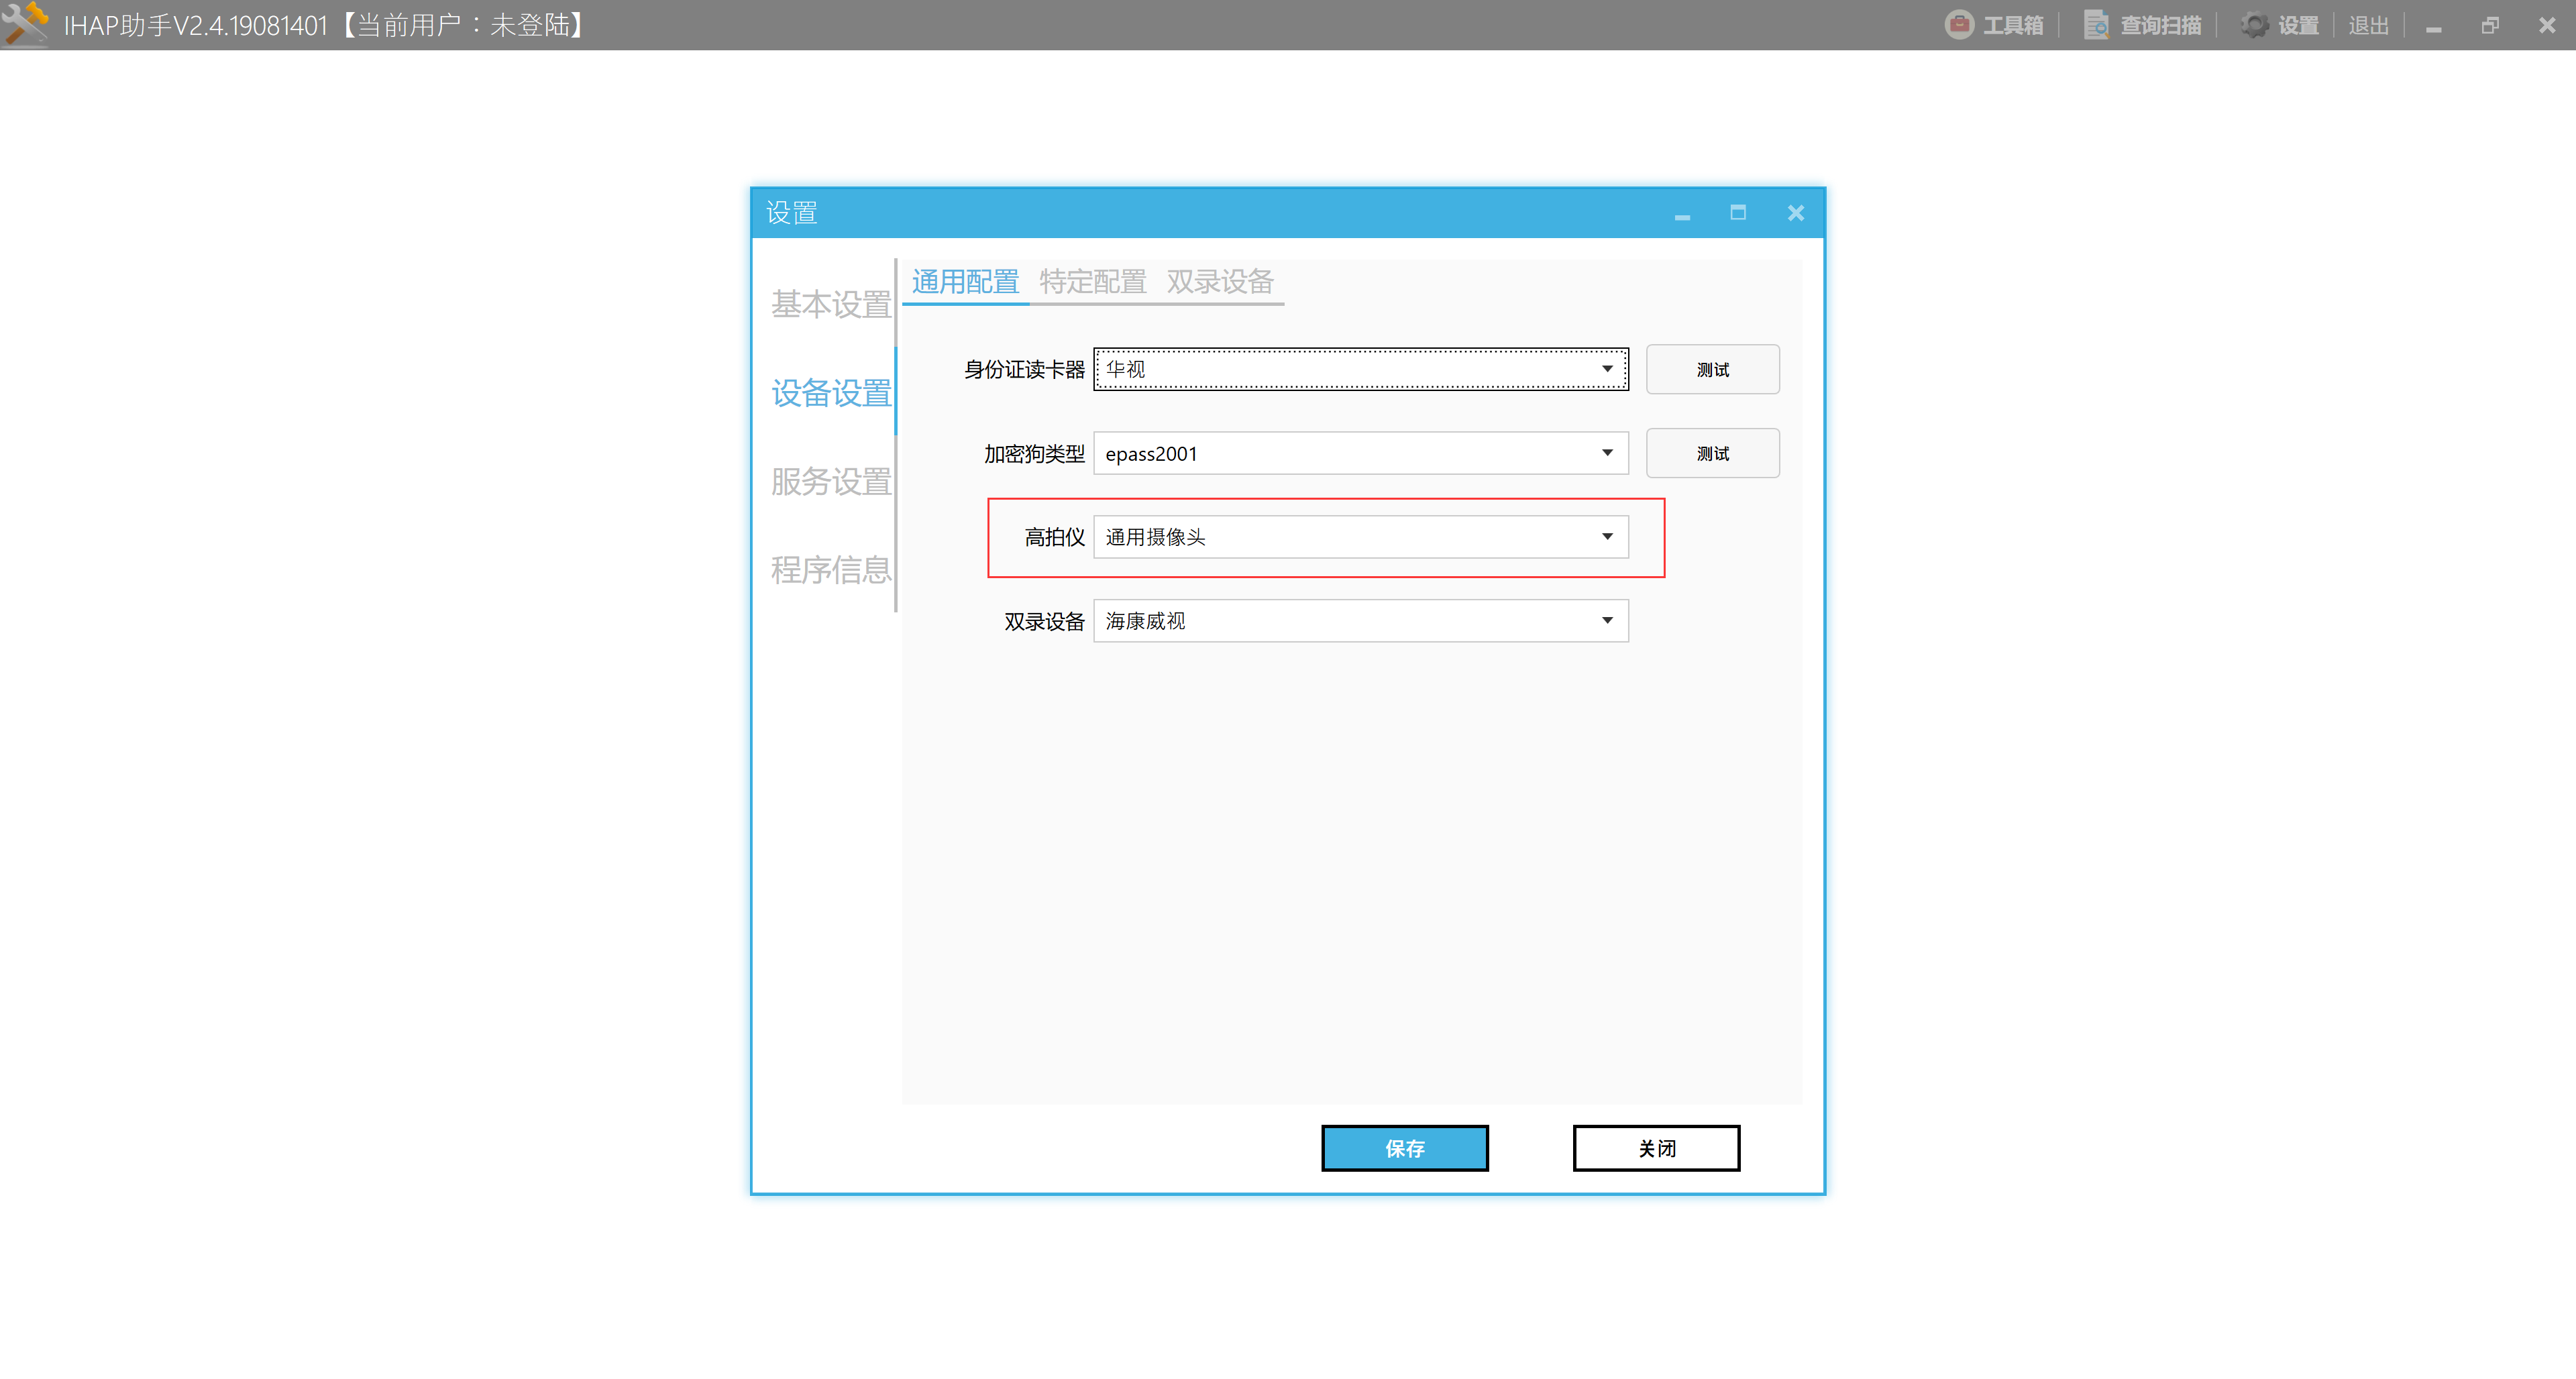 IHAP助手V2.4.19081401【当前用户：未登陆】
工具箱
查询扫描
设置
退出
设置
基本设置
设备设置
服务设置
程序信息
通用配置 特定配置 双录设备
身份证读卡器 华视 测试
加密狗类型 epass2001 测试
高拍仪 通用摄像头
双录设备 海康威视
保存 关闭